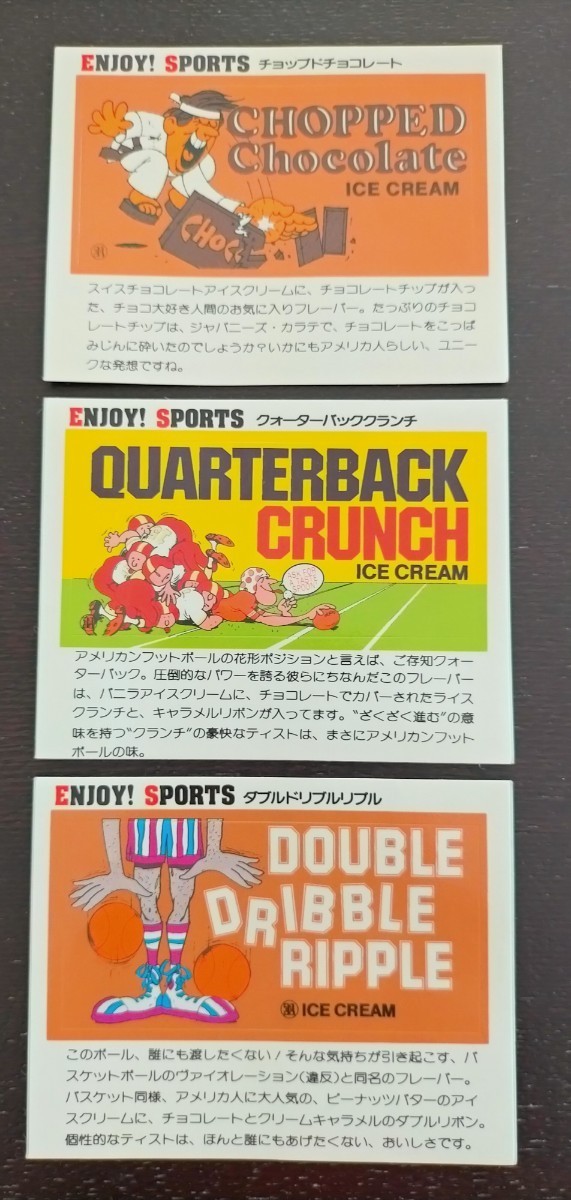 ENJOY! SPORTS チョップドチョコレート
CHOPPED
Chocolate
ICE CREAM
CHOC
31
スイスチョコレートアイスクリームに、チョコレートチップが入っ
た、チョコ大好き人間のお気に入りフレーバー。たっぷりのチョコ
レートチップは、ジャパニーズ・カラテで、チョコレートをこっぱ
みじんに砕いたのでしょうか?いかにもアメリカ人らしい、ユニー
クな発想ですね。
ENJOY! SPORTS クォーターバッククランチ
QUARTERBACK
CRUNCH
ICE CREAM
31
アメリカンフットボールの花形ポジションと言えば、ご存知クォー
ターバック。圧倒的なパワーを誇る彼らにちなんだこのフレーバー
は、バニラアイスクリームに、チョコレートでカバーされたライス
クランチと、キャラメルリボンが入ってます。“ざくざく進む”の意
味を持つ“クランチ”の豪快なテイストは、まさにアメリカンフット
ボールの味。
ENJOY! SPORTS ダブルドリブルリプル
DOUBLE
DRIBBLE
RIPPLE
31 ICE CREAM
このボール、誰にも渡したくない!そんな気持ちが引き起こす、バ
スケットボールのヴァイオレーション(違反)と同名のフレーバー。
バスケット同様、アメリカ人に大人気の、ピーナッツバターのアイ
スクリームに、チョコレートとクリームキャラメルのダブルリボン。
個性的なテイストは、ほんと誰にもあげたくない、おいしさです。